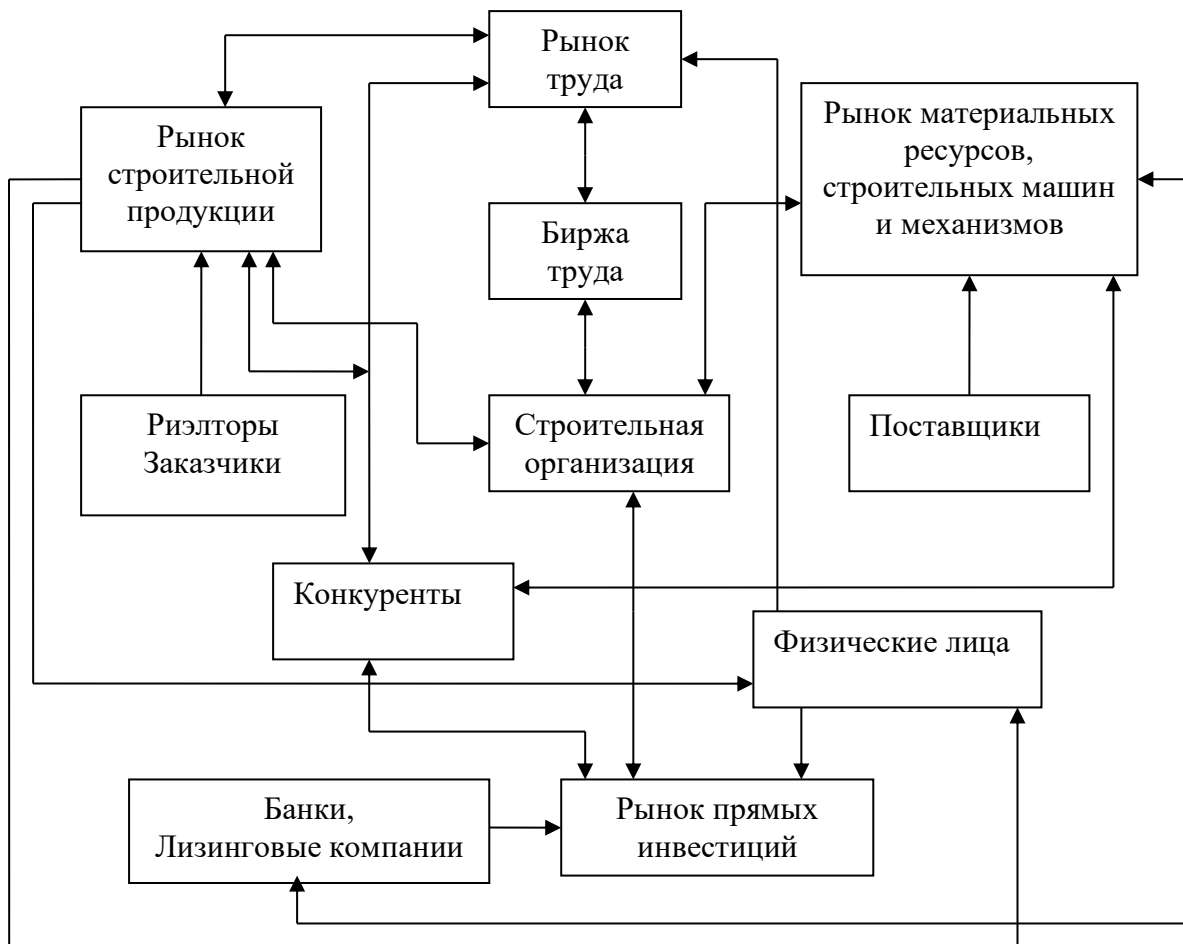 Рынок
труда
Рынок
строительной
продукции
Рынок материальных
ресурсов,
строительных машин
и механизмов
Биржа
труда
Риэлторы
Заказчики
Строительная
организация
Поставщики
Конкуренты
Физические лица
Банки,
Лизинговые компании
Рынок прямых
инвестиций